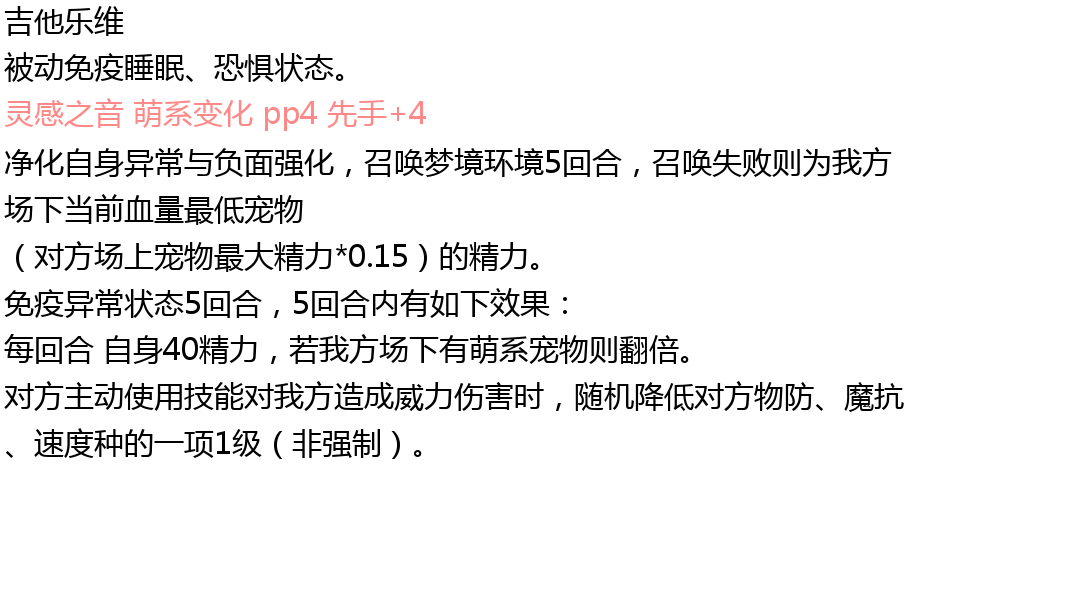 吉他乐维
被动免疫睡眠、恐惧状态。
灵感之音 萌系变化 pp4 先手+4
净化自身异常与负面强化，召唤梦境环境5回合，召唤失败则为我方
场下当前血量最低宠物
（对方场上宠物最大精力*0.15）的精力。
免疫异常状态5回合，5回合内有如下效果：
每回合 自身40精力，若我方场下有萌系宠物则翻倍。
对方主动使用技能对我方造成威力伤害时，随机降低对方物防、魔抗
、速度种的一项1级（非强制）。